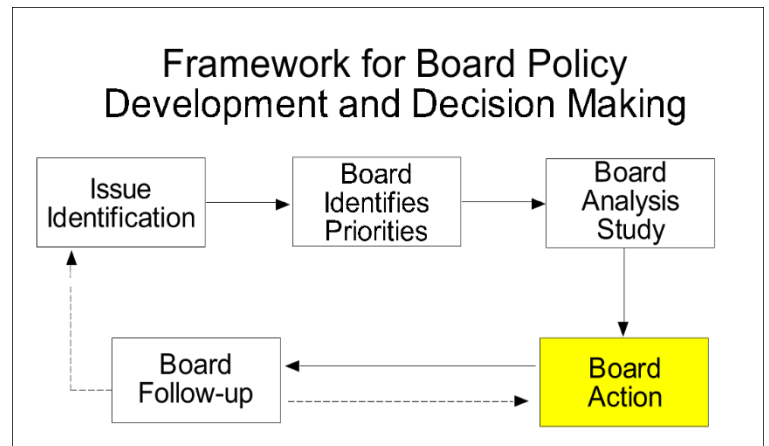 Framework for Board Policy
Development and Decision Making
Issue
Identification
Board
Identifies
Priorities
Board
Analysis
Study
Board
Follow-up
Board
Action